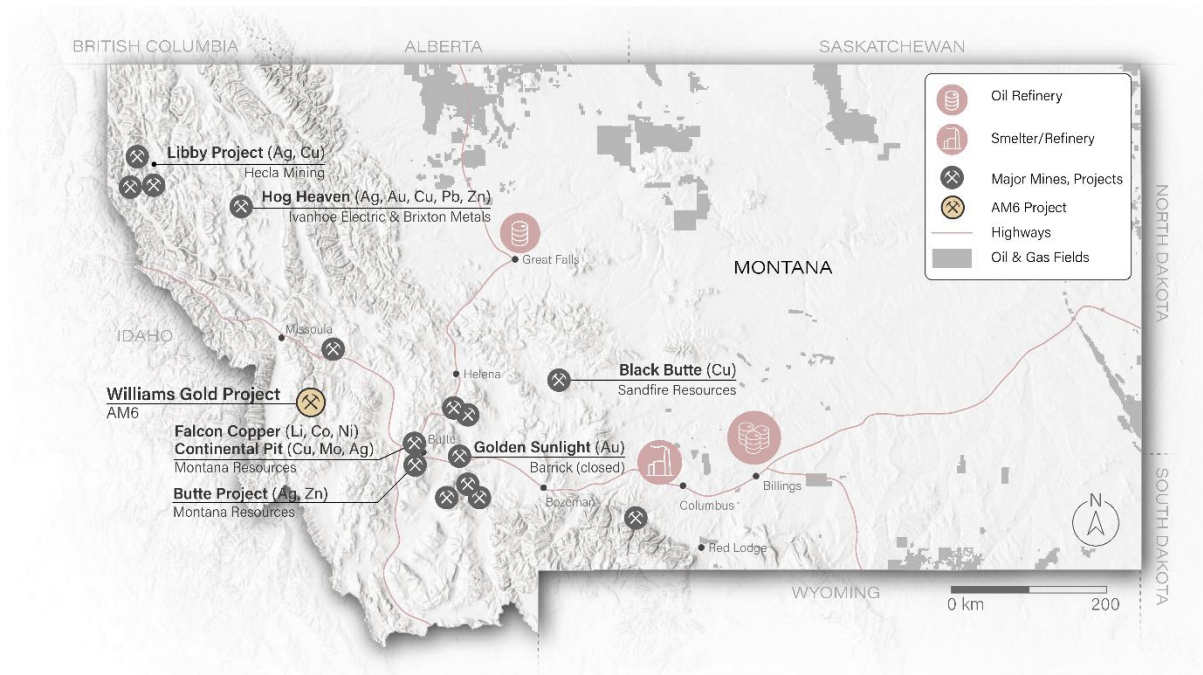 BRITISH COLUMBIA
ALBERTA
SASKATCHEWAN
Oil Refinery
Smelter/Refinery
Major Mines, Projects
AM6 Project
Highways
Oil & Gas Fields
Libby Project (Ag, Cu)
Hecla Mining
Hog Heaven (Ag, Au, Cu, Pb, Zn)
Ivanhoe Electric & Brixton Metals
Great Falls
MONTANA
NORTH DAKOTA
IDAHO
Missoula
Helena
Black Butte (Cu)
Sandfire Resources
Williams Gold Project
AM6
Falcon Copper (Li, Co, Ni)
Continental Pit (Cu, Mo, Ag)
Montana Resources
Butte
Golden Sunlight (Au)
Barrick (closed)
Butte Project (Ag, Zn)
Montana Resources
Bozeman
Columbus
Billings
Red Lodge
N
SOUTH DAKOTA
WYOMING
0 km
200